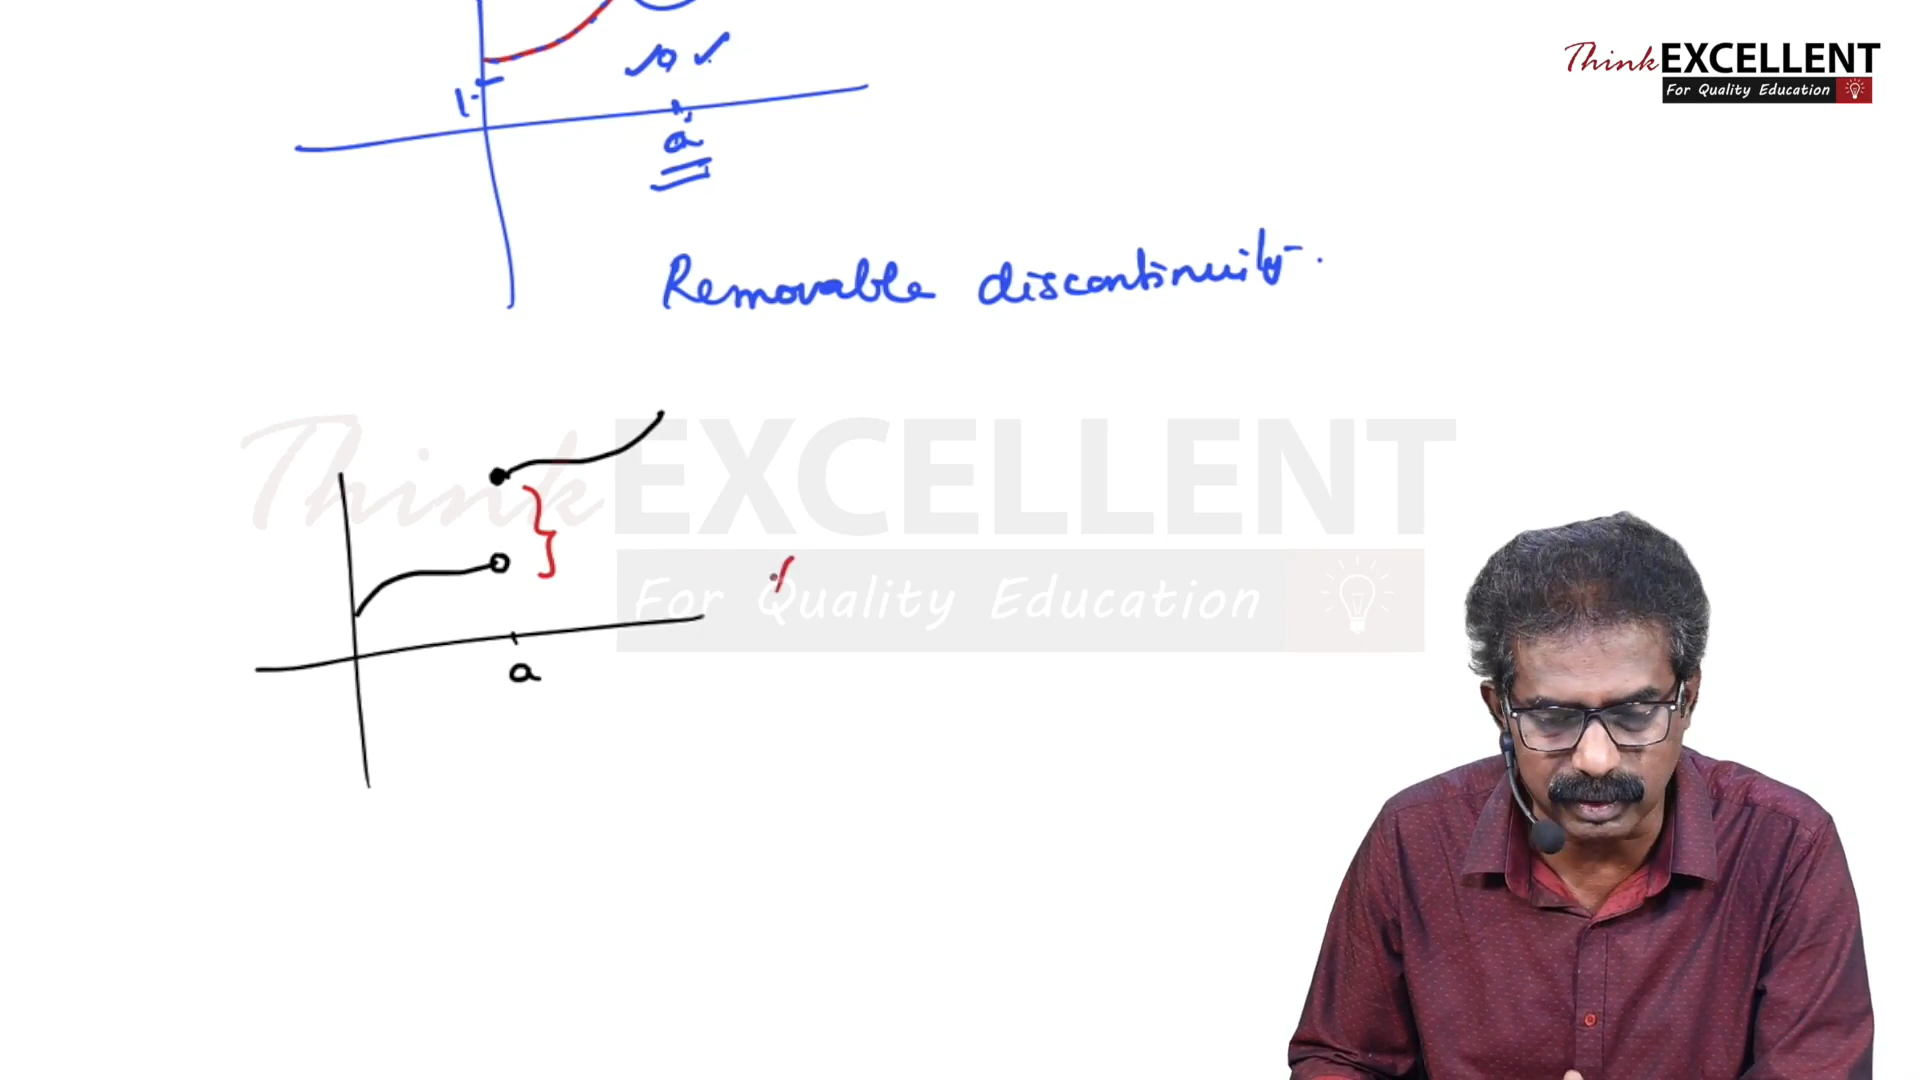 Think EXCELLENT
For Quality Education
1
a
Removable discontinuity.
Think EXCELLENT
For Quality Education
a